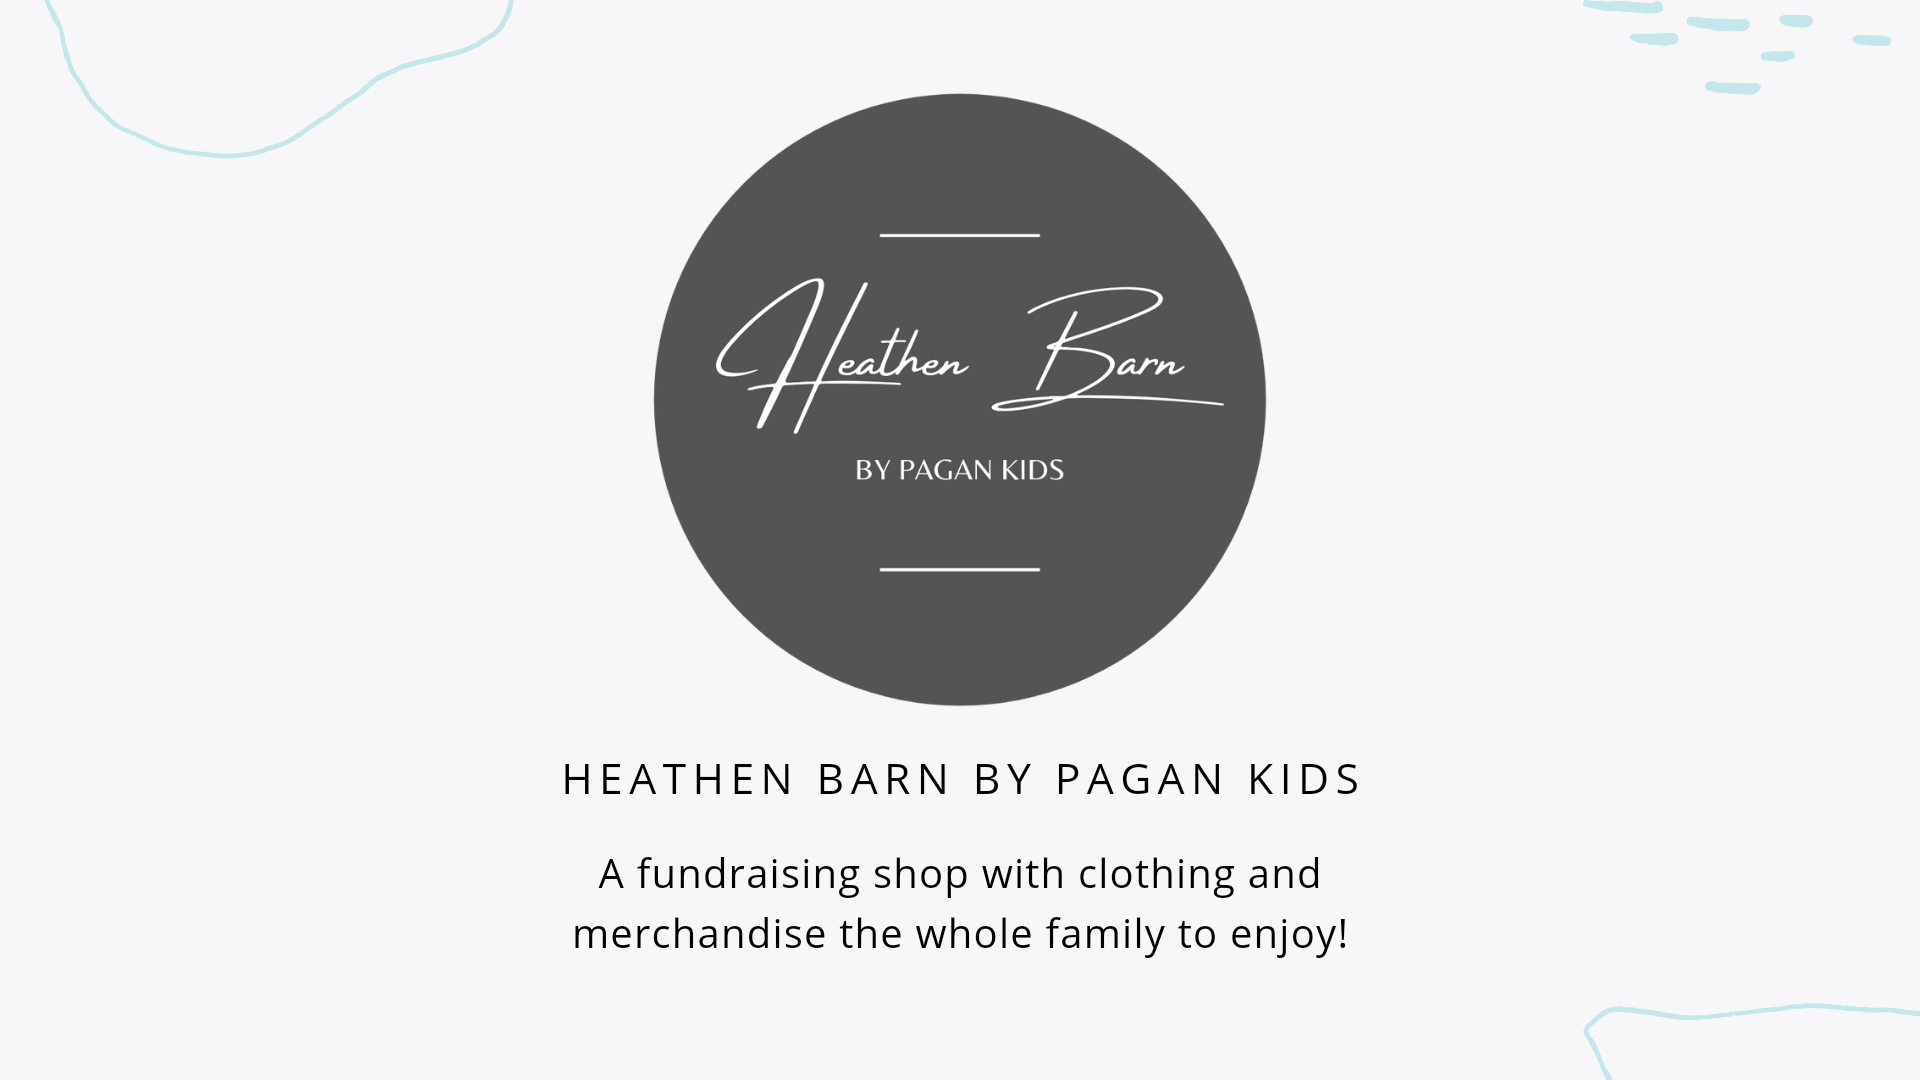 Heathen Barn
BY PAGAN KIDS
HEATHEN BARN BY PAGAN KIDS
A fundraising shop with clothing and
merchandise the whole family to enjoy!